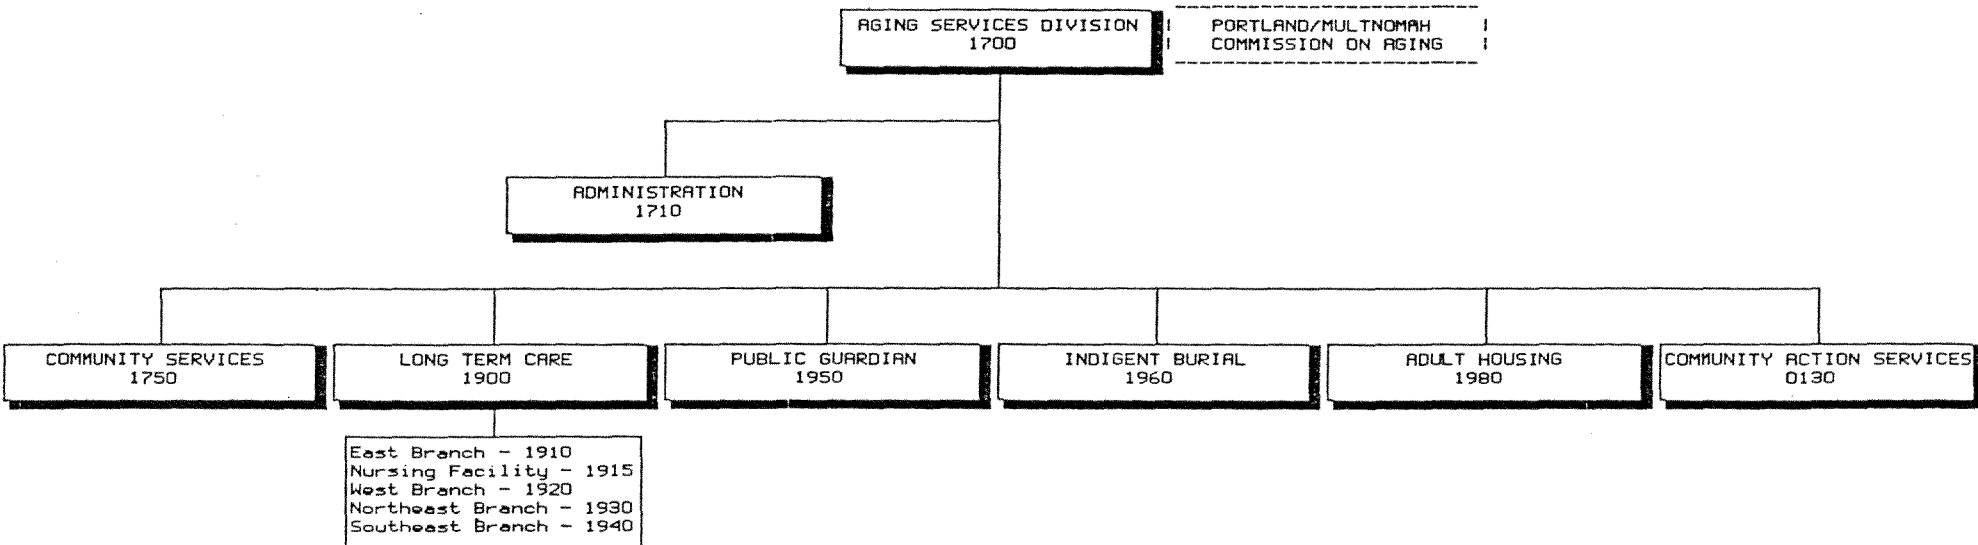 AGING SERVICES DIVISION
1700
PORTLAND/MULTNOMAH
COMMISSION ON AGING
ADMINISTRATION
1710
COMMUNITY SERVICES
1750
LONG TERM CARE
1900
PUBLIC GUARDIAN
1950
INDIGENT BURIAL
1960
ADULT HOUSING
1980
COMMUNITY ACTION SERVICES
0130
East Branch - 1910
Nursing Facility - 1915
West Branch - 1920
Northeast Branch - 1930
Southeast Branch - 1940